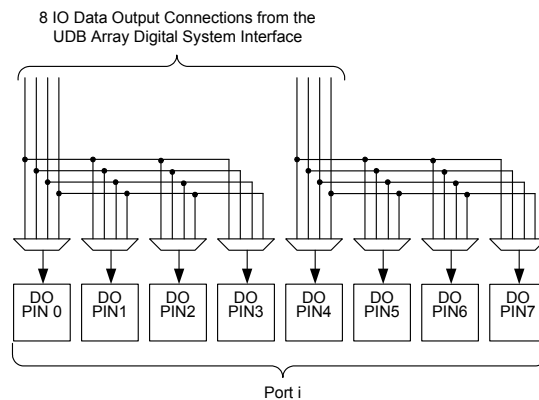 8 IO Data Output Connections from the
UDB Array Digital System Interface
DO
PIN 0
DO
PIN1
DO
PIN2
DO
PIN3
DO
PIN4
DO
PIN5
DO
PIN6
DO
PIN7
Port i